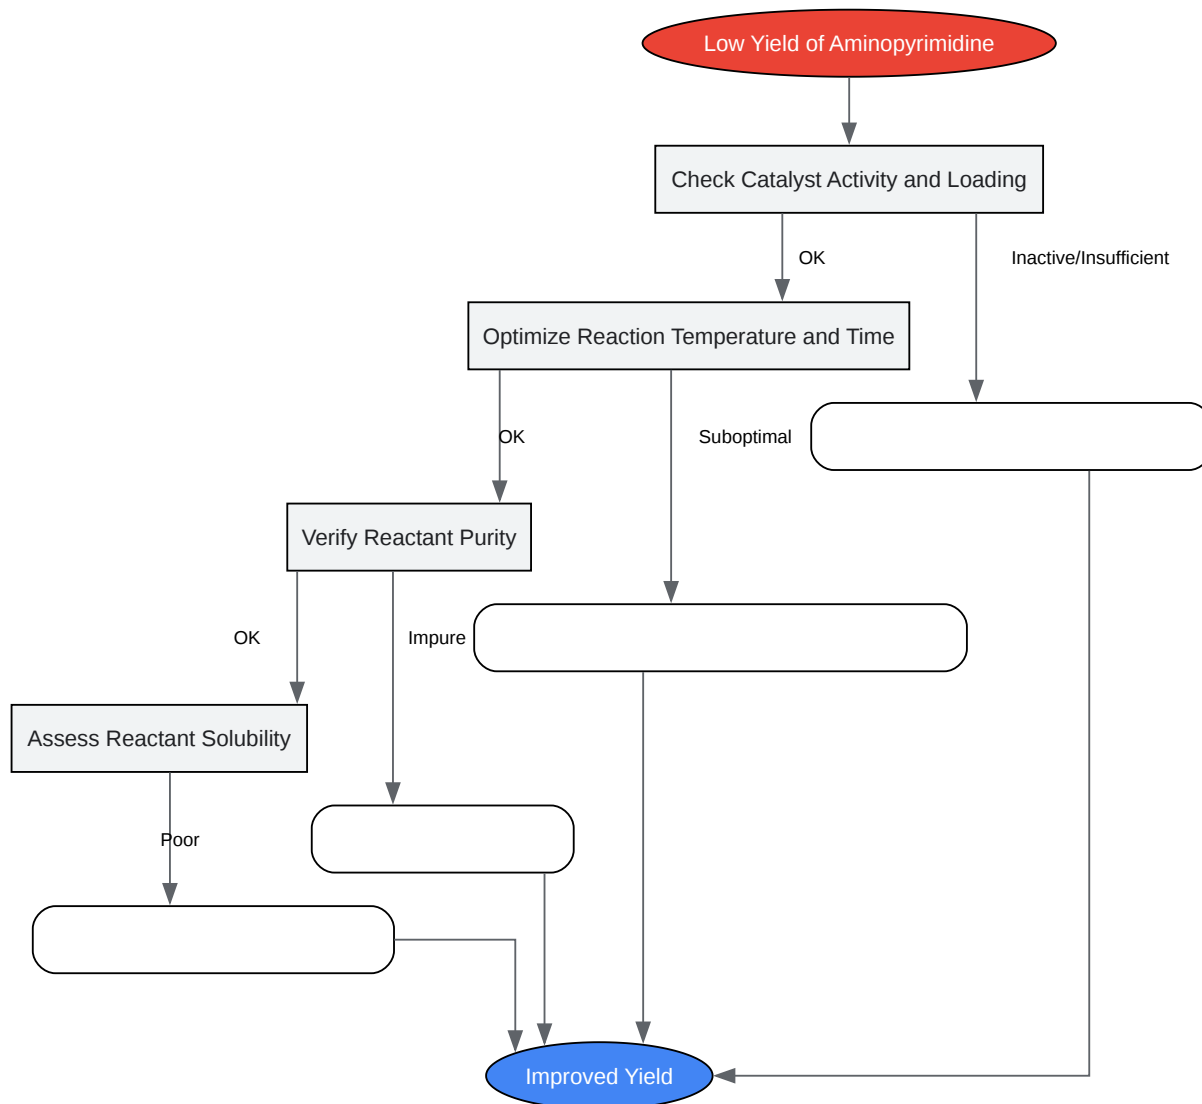 Low Yield of Aminopyrimidine
Check Catalyst Activity and Loading
OK
Inactive/Insufficient
Optimize Reaction Temperature and Time
OK
Suboptimal
Verify Reactant Purity
OK
Impure
Assess Reactant Solubility
Poor
Improved Yield